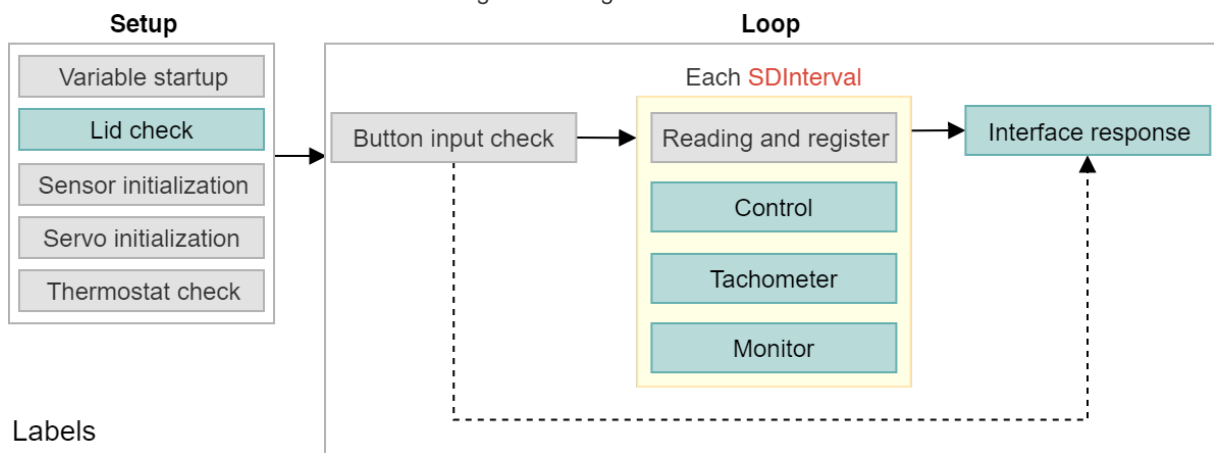 Setup
Variable startup
Lid check
Sensor initialization
Servo initialization
Thermostat check
Labels
Loop
Button input check
Each SDInterval
Reading and register
Control
Tachometer
Monitor
Interface response